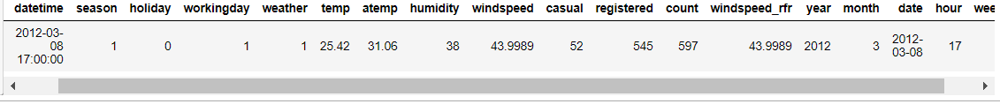 datetime season holiday workingday weather temp atemp humidity windspeed casual registered count windspeed_rfr year month date hour wee
2012-03-
08
17:00:00 1 0 1 1 25.42 31.06 38 43.9989 52 545 597 43.9989 2012 3 2012-
03-08 17